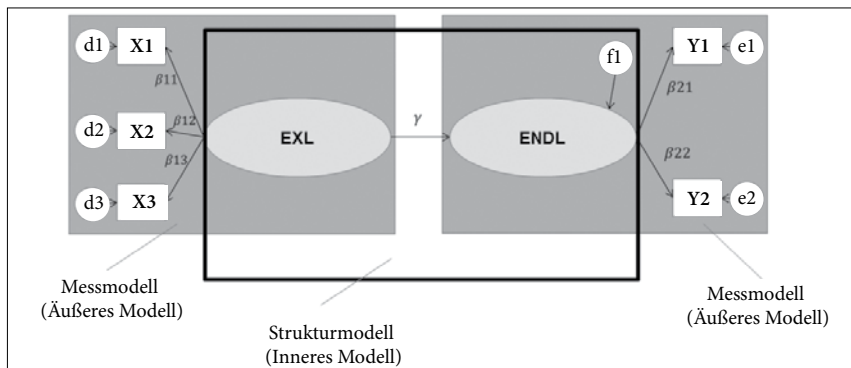 d1
X1
β11
d2
X2
β12
β13
d3
X3
EXL
γ
ENDL
f1
Y1
e1
β21
β22
Y2
e2
Messmodell
(Äußeres Modell)
Strukturmodell
(Inneres Modell)
Messmodell
(Äußeres Modell)